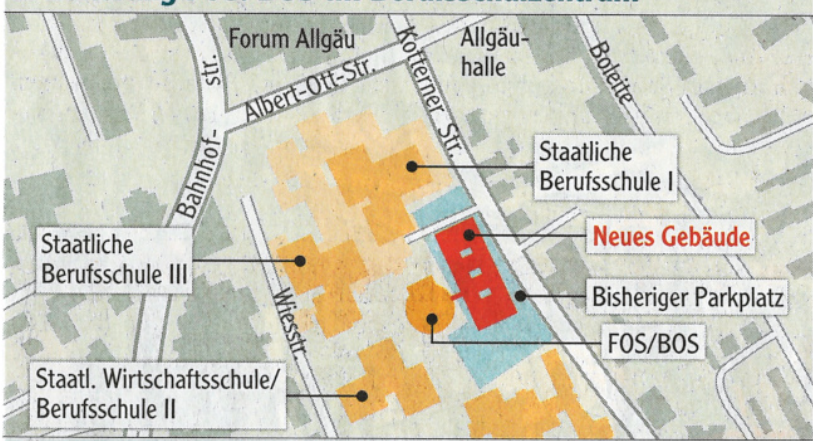 Forum Allgäu
Allgäu-
halle
Kotterner Str.
Boleite
Albert-Ott-Str.
Bahnhof-
str.
Staatliche
Berufsschule I
Neues Gebäude
Staatliche
Berufsschule III
Bisheriger Parkplatz
Wiesstr.
FOS/BOS
Staatl. Wirtschaftsschule/
Berufsschule II